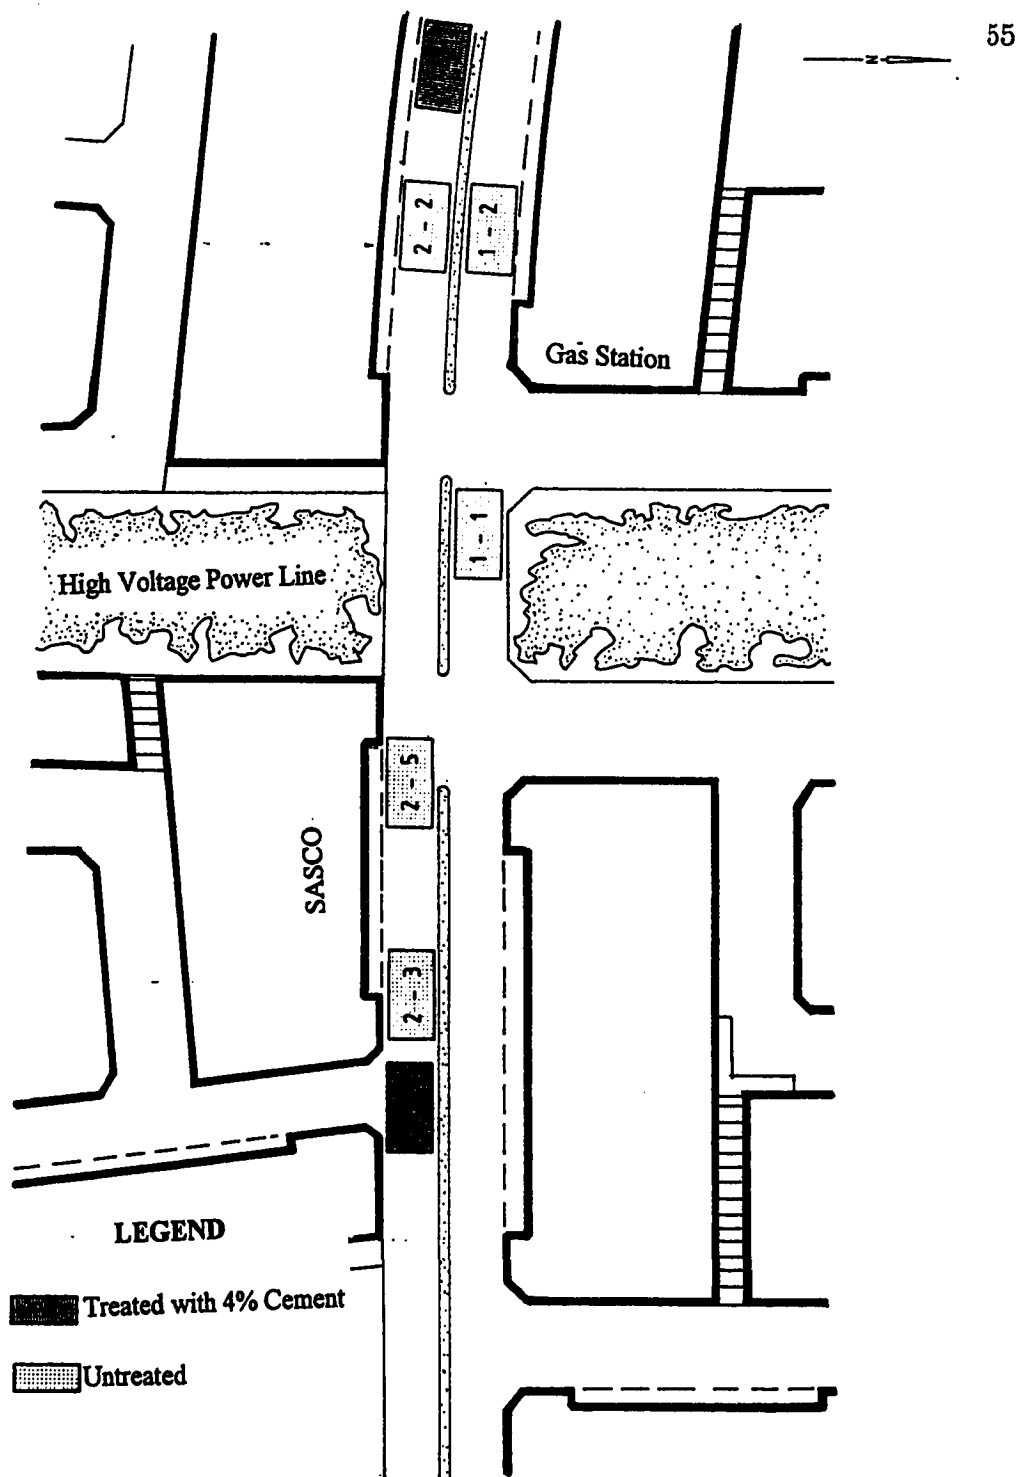 55
N
2 - 2
1 - 2
Gas Station
1 - 1
High Voltage Power Line
2 - 5
SASCO
2 - 3
LEGEND
Treated with 4% Cement
Untreated